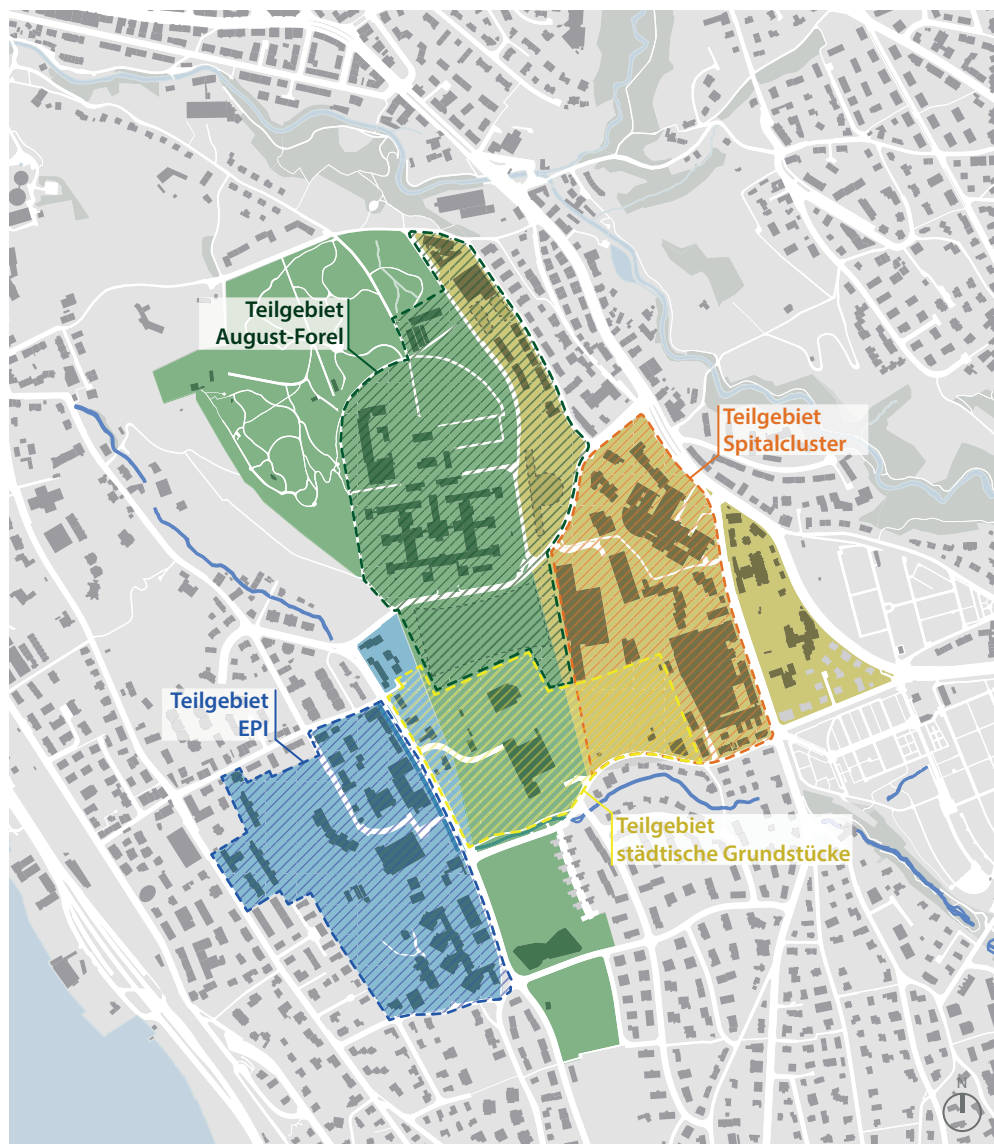 Teilgebiet
August-Forel
Teilgebiet
Spitalcluster
Teilgebiet
EPI
Teilgebiet
städtische Grundstücke
N